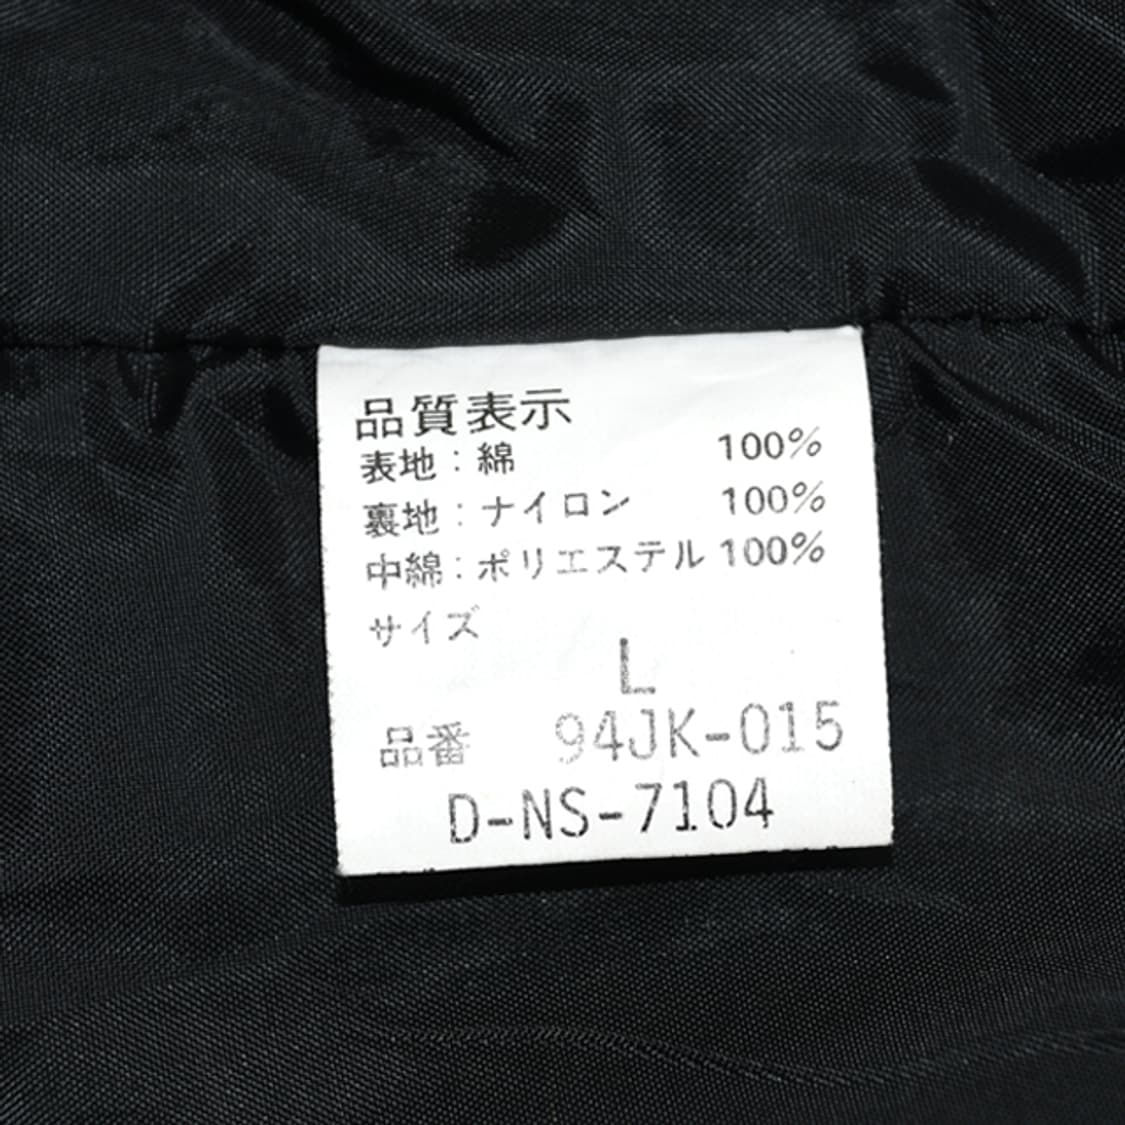 品質表示
表地:綿 100%
裏地:ナイロン 100%
中綿:ポリエステル 100%
サイズ
L
品番 94JK-015
D-NS-7104